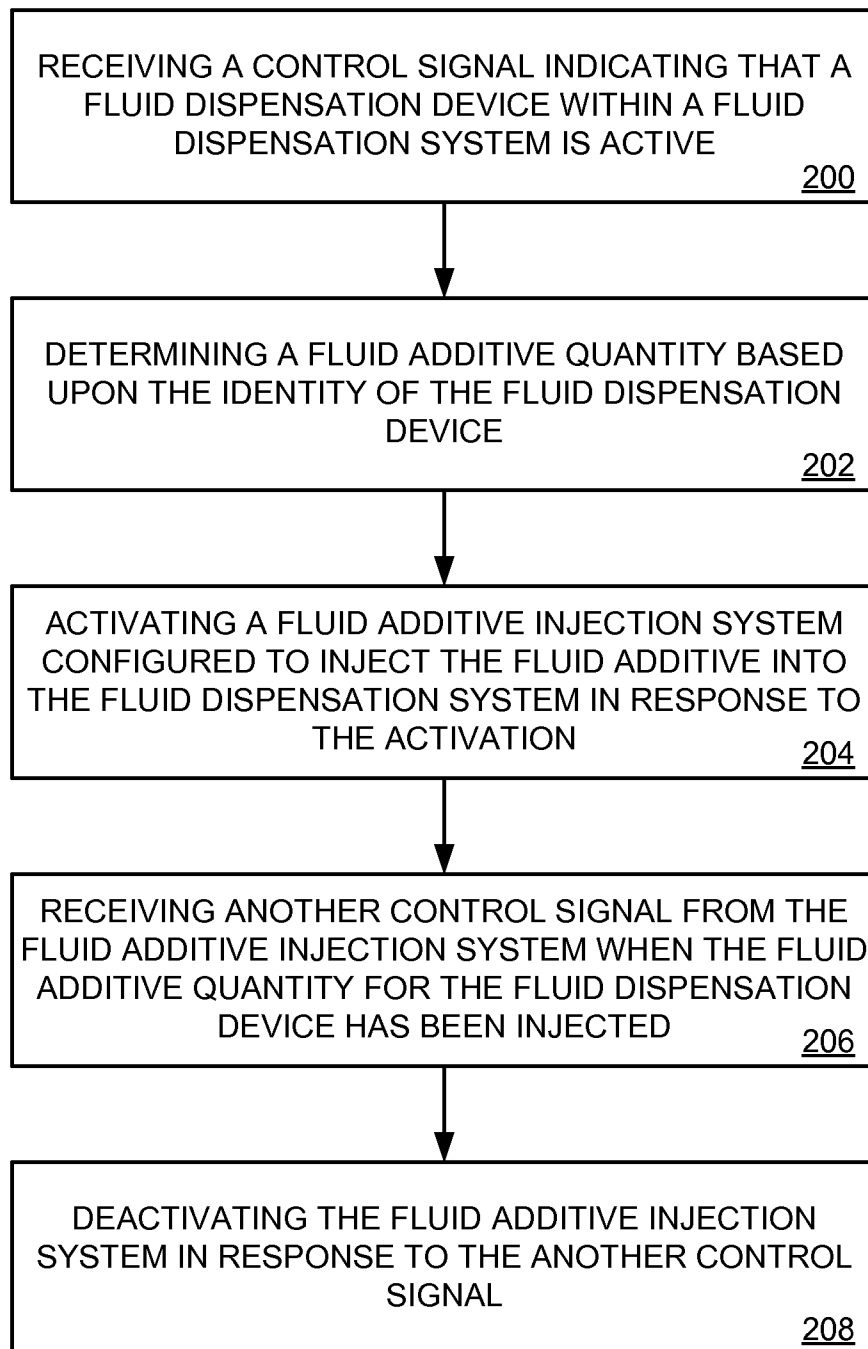 RECEIVING A CONTROL SIGNAL INDICATING THAT A
FLUID DISPENSATION DEVICE WITHIN A FLUID
DISPENSATION SYSTEM IS ACTIVE
200
DETERMINING A FLUID ADDITIVE QUANTITY BASED
UPON THE IDENTITY OF THE FLUID DISPENSATION
DEVICE
202
ACTIVATING A FLUID ADDITIVE INJECTION SYSTEM
CONFIGURED TO INJECT THE FLUID ADDITIVE INTO
THE FLUID DISPENSATION SYSTEM IN RESPONSE TO
THE ACTIVATION
204
RECEIVING ANOTHER CONTROL SIGNAL FROM THE
FLUID ADDITIVE INJECTION SYSTEM WHEN THE FLUID
ADDITIVE QUANTITY FOR THE FLUID DISPENSATION
DEVICE HAS BEEN INJECTED
206
DEACTIVATING THE FLUID ADDITIVE INJECTION
SYSTEM IN RESPONSE TO THE ANOTHER CONTROL
SIGNAL
208